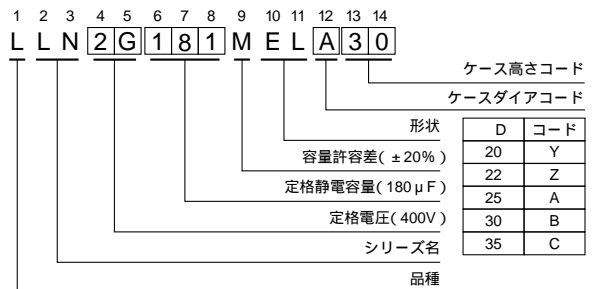 1 2 3 4 5 6 7 8 9 10 11 12 13 14
L L N 2 G 1 8 1 M E L A 3 0
ケース高さコード
ケースダイアコード
形状
容量許容差( ±20% )
定格静電容量( 180μF )
定格電圧( 400V )
シリーズ名
品種
D コード
20 Y
22 Z
25 A
30 B
35 C